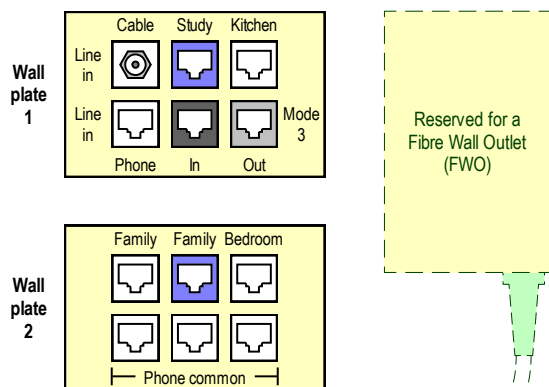 Cable Study Kitchen
Line
in
Wall
plate
1
Line
in
Mode
3
Phone In Out
Reserved for a
Fibre Wall Outlet
(FWO)
Family Family Bedroom
Wall
plate
2
Phone common